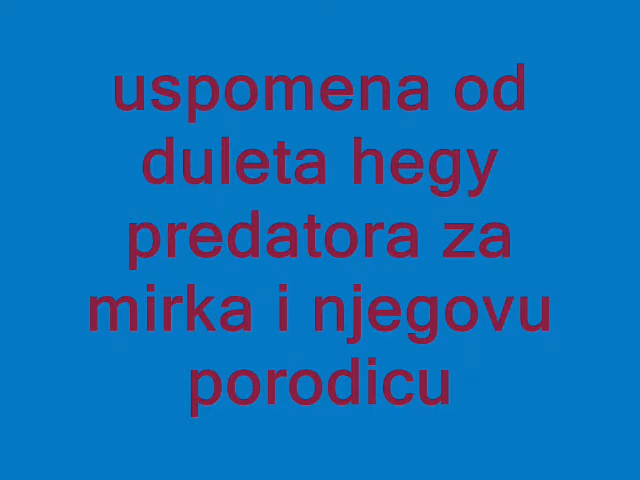 uspomena od
duleta hegy
predatora za
mirka i njegovu
porodicu